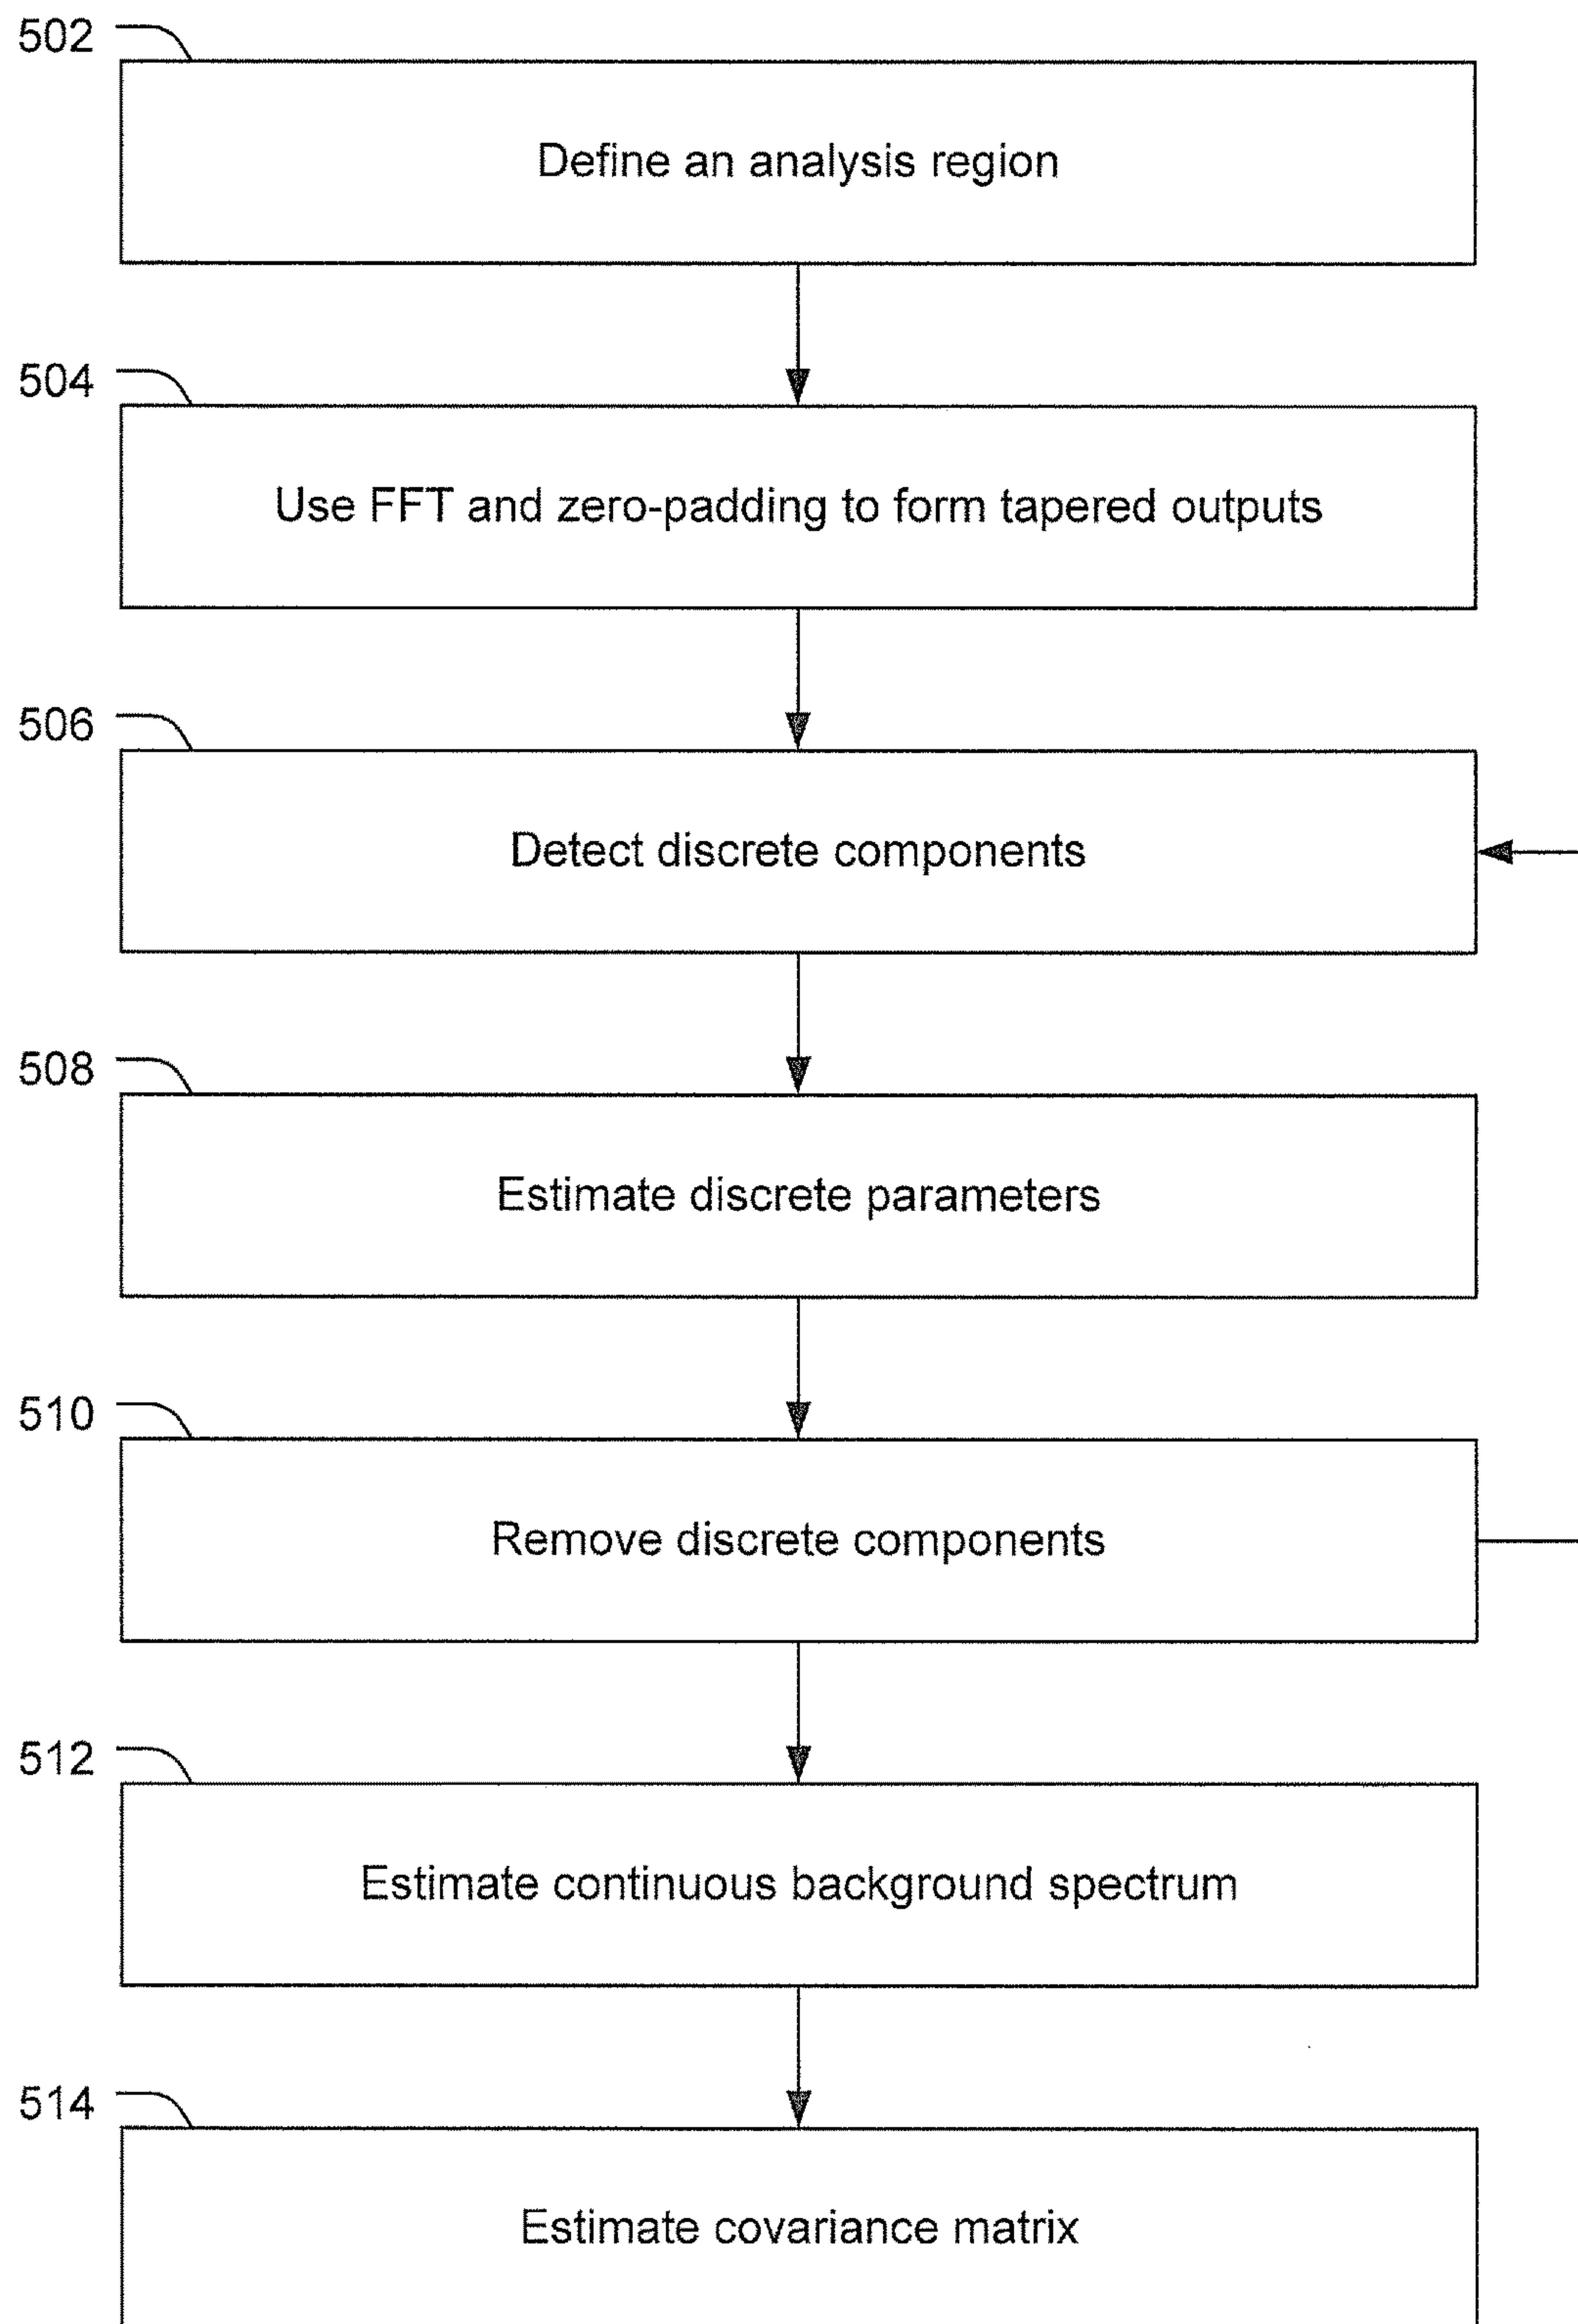 502
Define an analysis region
504
Use FFT and zero-padding to form tapered outputs
506
Detect discrete components
508
Estimate discrete parameters
510
Remove discrete components
512
Estimate continuous background spectrum
514
Estimate covariance matrix